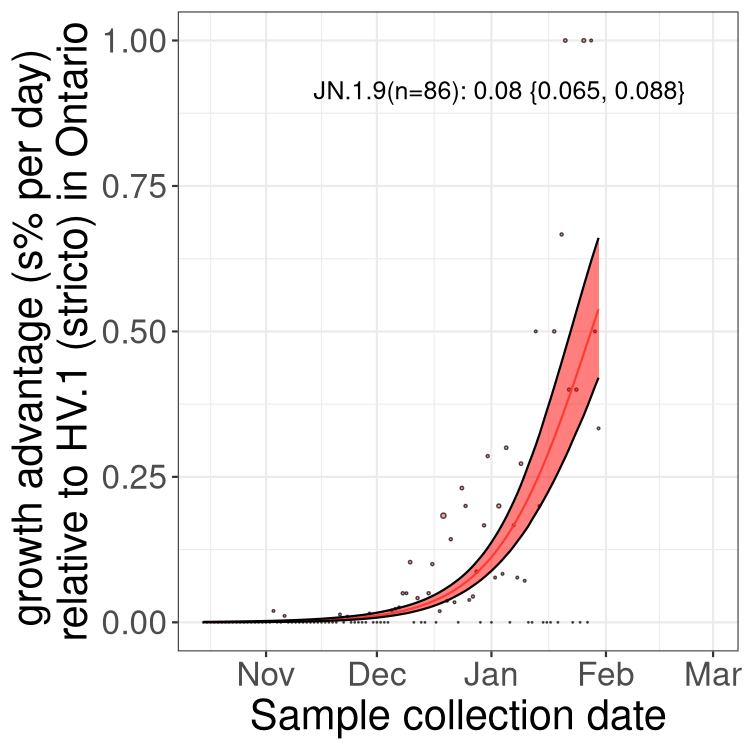 growth advantage (s% per day)
relative to HV.1 (stricto) in Ontario
1.00
JN.1.9(n=86): 0.08 {0.065, 0.088}
0.75
0.50
0.25
0.00
Nov Dec Jan Feb Mar
Sample collection date